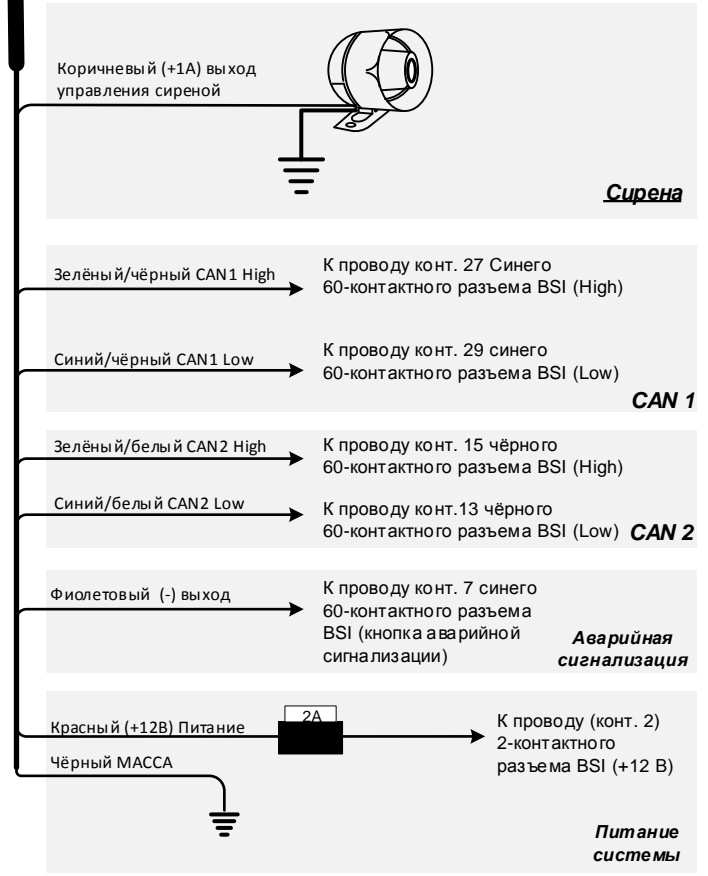 Коричневый (+1А) выход
управления сиреной
Сирена
Зелёный/чёрный CAN1 High
К проводу конт. 27 Синего
60-контактного разъема BSI (High)
Синий/чёрный CAN1 Low
К проводу конт. 29 синего
60-контактного разъема BSI (Low)
CAN 1
Зелёный/белый CAN2 High
К проводу конт. 15 чёрного
60-контактного разъема BSI (High)
Синий/белый CAN2 Low
К проводу конт.13 чёрного
60-контактного разъема BSI (Low)
CAN 2
Фиолетовый (-) выход
К проводу конт. 7 синего
60-контактного разъема
BSI (кнопка аварийной
сигнализации)
Аварийная
сигнализация
Красный (+12В) Питание
2А
К проводу (конт. 2)
2-контактного
разъема BSI (+12 В)
Чёрный МАССА
Питание
системы